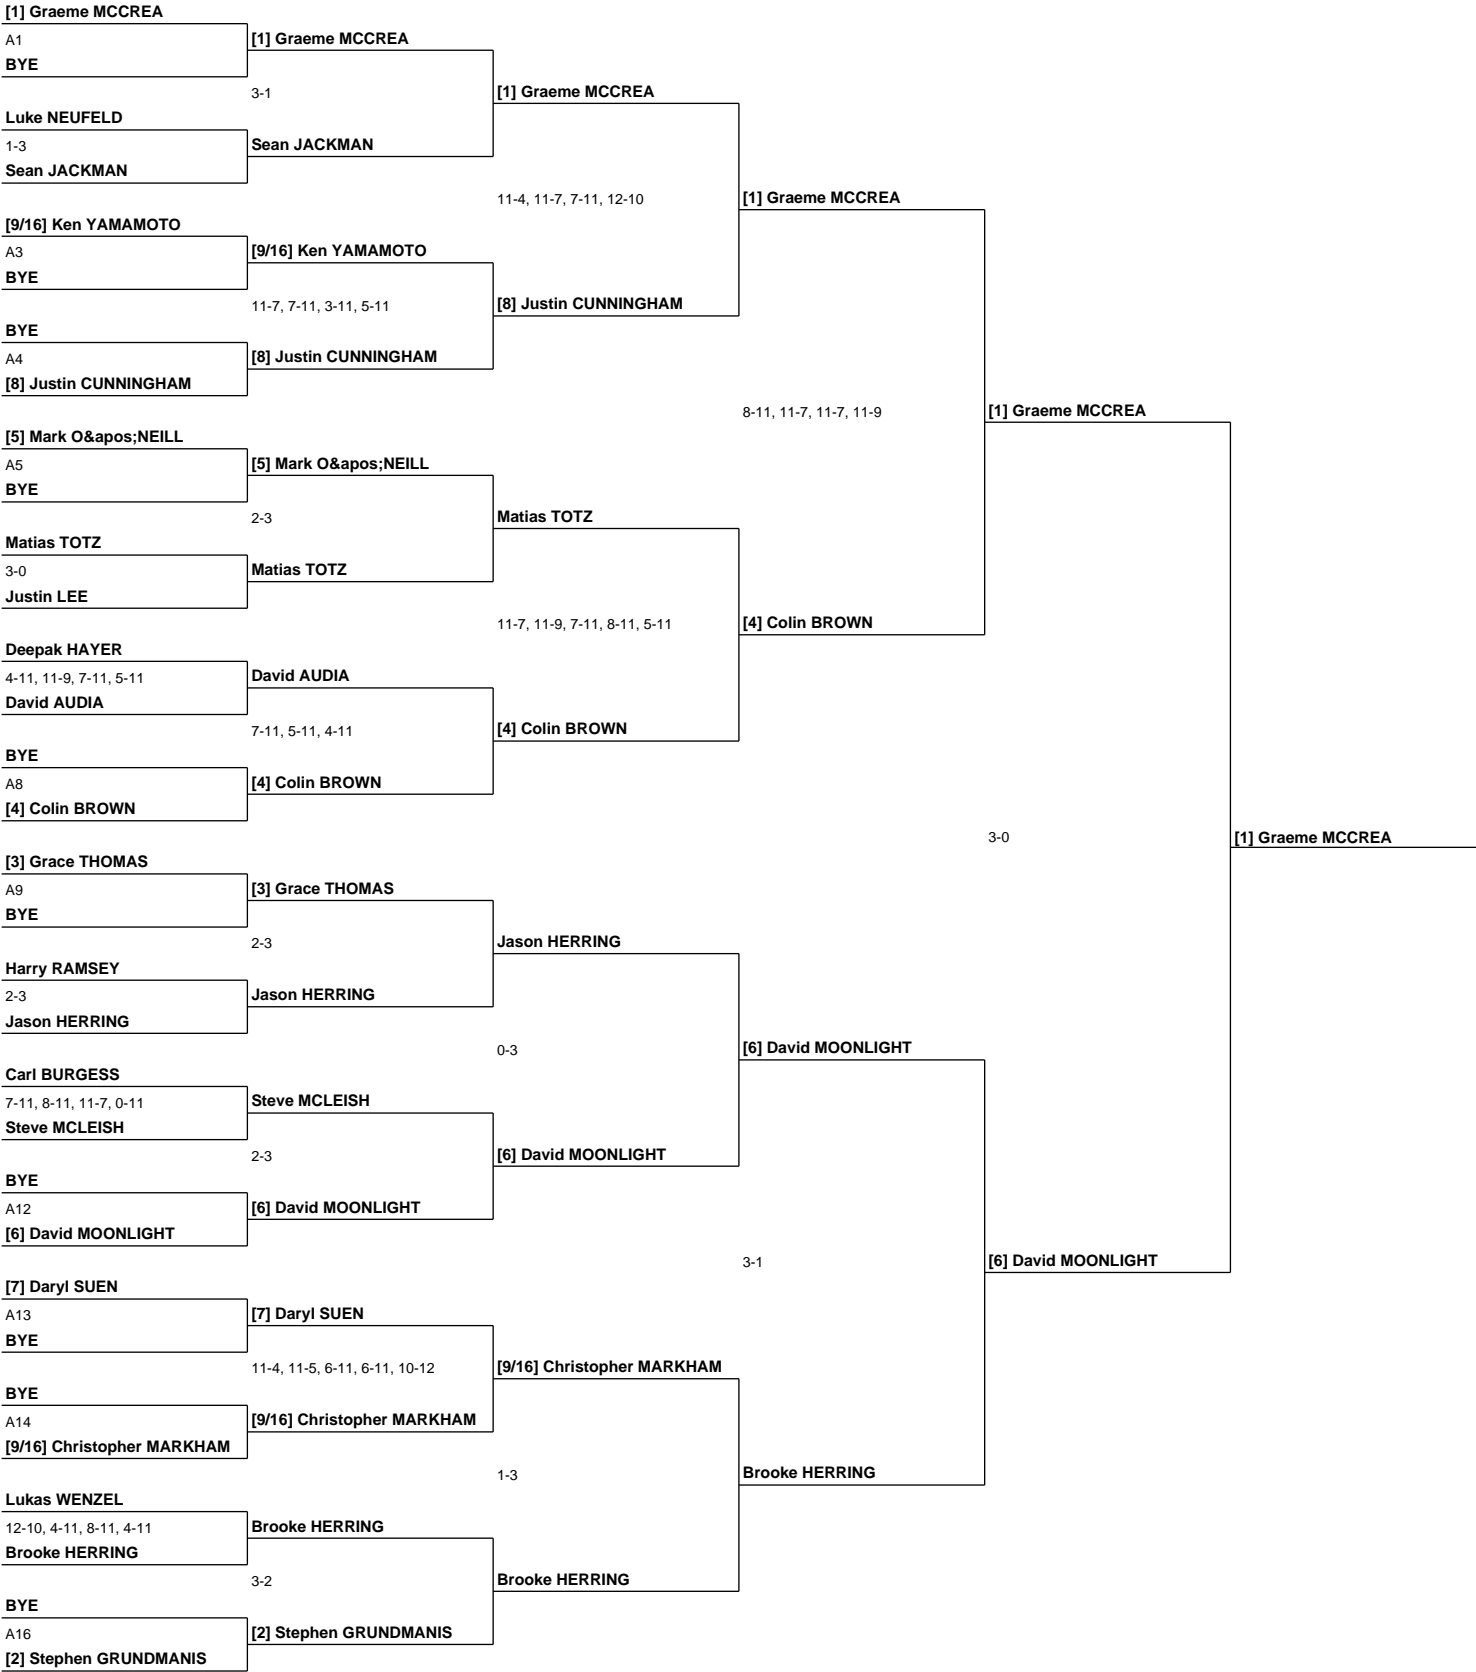 [1] Graeme MCCREA
A1
[1] Graeme MCCREA
BYE
3-1
[1] Graeme MCCREA
Luke NEUFELD
1-3
Sean JACKMAN
Sean JACKMAN
11-4, 11-7, 7-11, 12-10
[1] Graeme MCCREA
[9/16] Ken YAMAMOTO
A3
[9/16] Ken YAMAMOTO
BYE
11-7, 7-11, 3-11, 5-11
[8] Justin CUNNINGHAM
BYE
A4
[8] Justin CUNNINGHAM
[8] Justin CUNNINGHAM
8-11, 11-7, 11-7, 11-9
[1] Graeme MCCREA
[5] Mark O&apos;NEILL
A5
[5] Mark O&apos;NEILL
BYE
2-3
Matias TOTZ
Matias TOTZ
3-0
Matias TOTZ
Justin LEE
11-7, 11-9, 7-11, 8-11, 5-11
[4] Colin BROWN
Deepak HAYER
4-11, 11-9, 7-11, 5-11
David AUDIA
David AUDIA
7-11, 5-11, 4-11
[4] Colin BROWN
BYE
A8
[4] Colin BROWN
[4] Colin BROWN
3-0
[1] Graeme MCCREA
[3] Grace THOMAS
A9
[3] Grace THOMAS
BYE
2-3
Jason HERRING
Harry RAMSEY
2-3
Jason HERRING
Jason HERRING
0-3
[6] David MOONLIGHT
Carl BURGESS
7-11, 8-11, 11-7, 0-11
Steve MCLEISH
Steve MCLEISH
2-3
[6] David MOONLIGHT
BYE
A12
[6] David MOONLIGHT
[6] David MOONLIGHT
3-1
[6] David MOONLIGHT
[7] Daryl SUEN
A13
[7] Daryl SUEN
BYE
11-4, 11-5, 6-11, 6-11, 10-12
[9/16] Christopher MARKHAM
BYE
A14
[9/16] Christopher MARKHAM
[9/16] Christopher MARKHAM
1-3
Brooke HERRING
Lukas WENZEL
12-10, 4-11, 8-11, 4-11
Brooke HERRING
Brooke HERRING
3-2
Brooke HERRING
BYE
A16
[2] Stephen GRUNDMANIS
[2] Stephen GRUNDMANIS